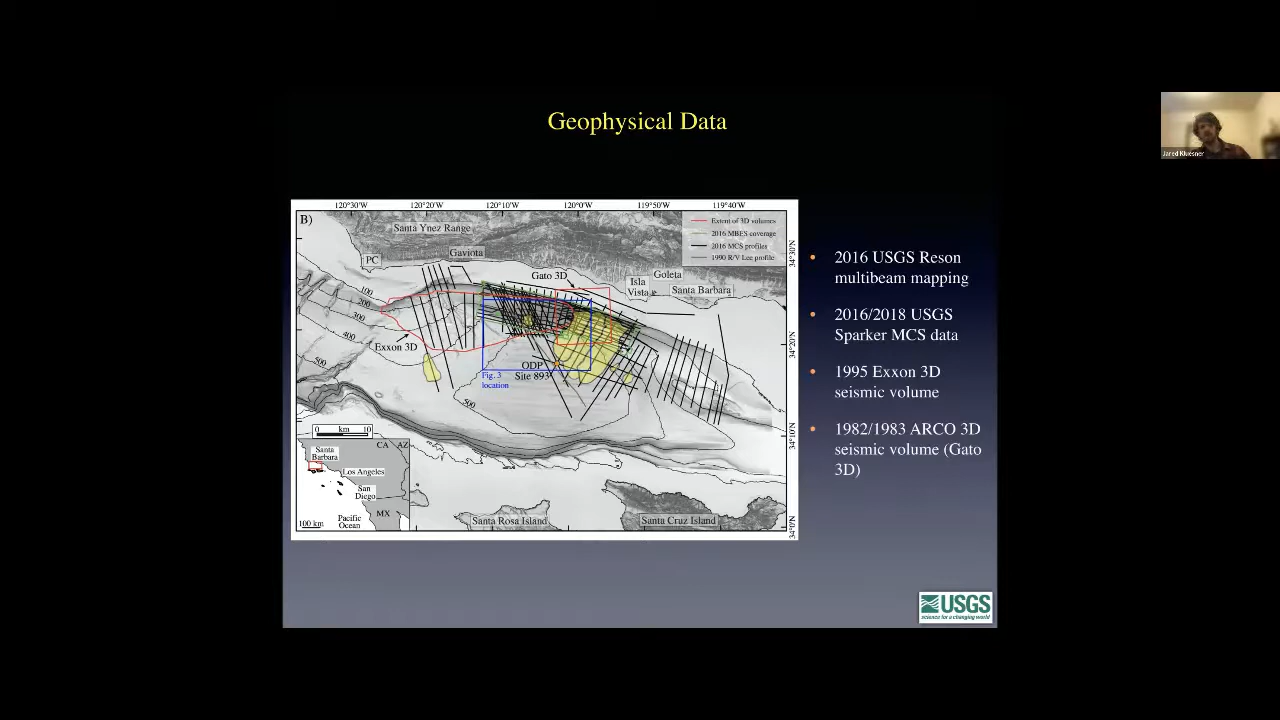 Geophysical Data
Jared Kluesner
120°30'W 120°20'W 120°10'W 120°0'W 119°50'W 119°40'W
B)
Santa Ynez Range
Extent of 3D volumes
2016 MBES coverage
2016 MCS profiles
1990 R/V Lee profile
34°30'N
PC
Gaviota
Gato 3D
Goleta
Isla
Vista
Santa Barbara
100
200
300
400
500
Exxon 3D
34°20'N
ODP
Site 893
Fig. 3
location
500
34°10'N
0 km 10
CA AZ
Santa
Barbara
Los Angeles
San
Diego
MX
Pacific
Ocean
100 km
Santa Rosa Island
Santa Cruz Island
34°0'N
• 2016 USGS Reson
multibeam mapping
• 2016/2018 USGS
Sparker MCS data
• 1995 Exxon 3D
seismic volume
• 1982/1983 ARCO 3D
seismic volume (Gato
3D)
USGS
science for a changing world